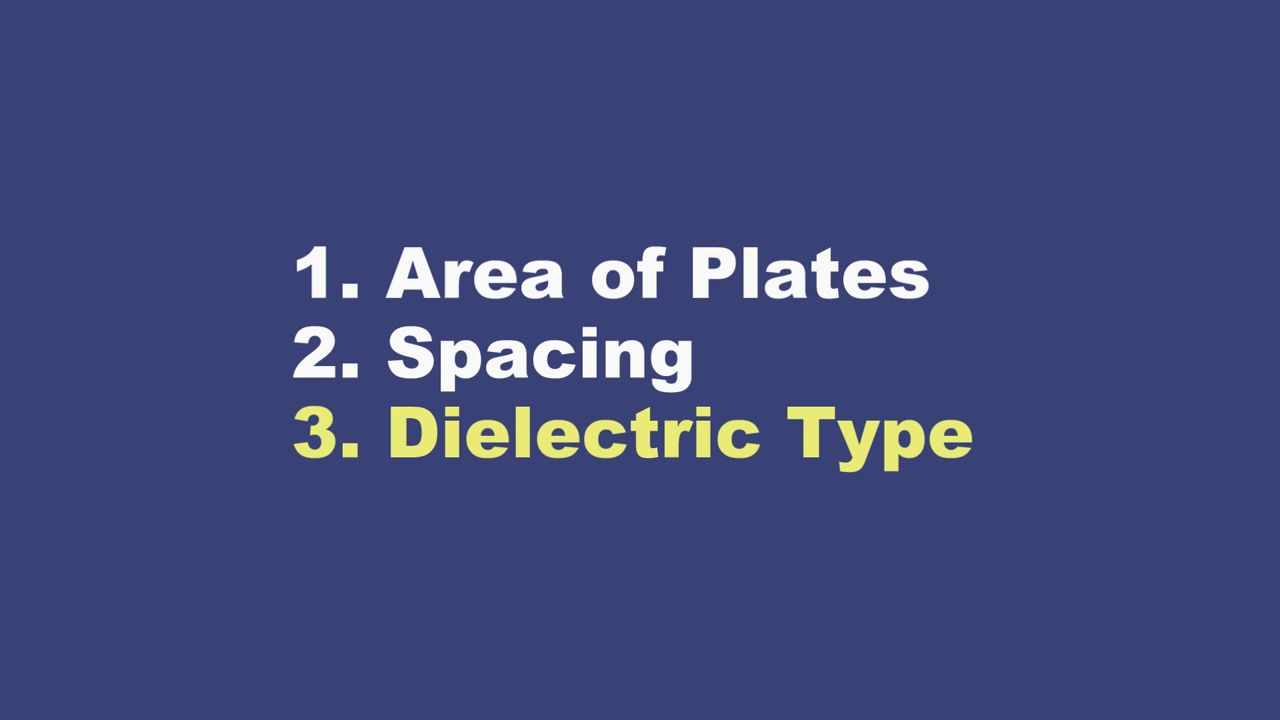 1. Area of Plates
2. Spacing
3. Dielectric Type